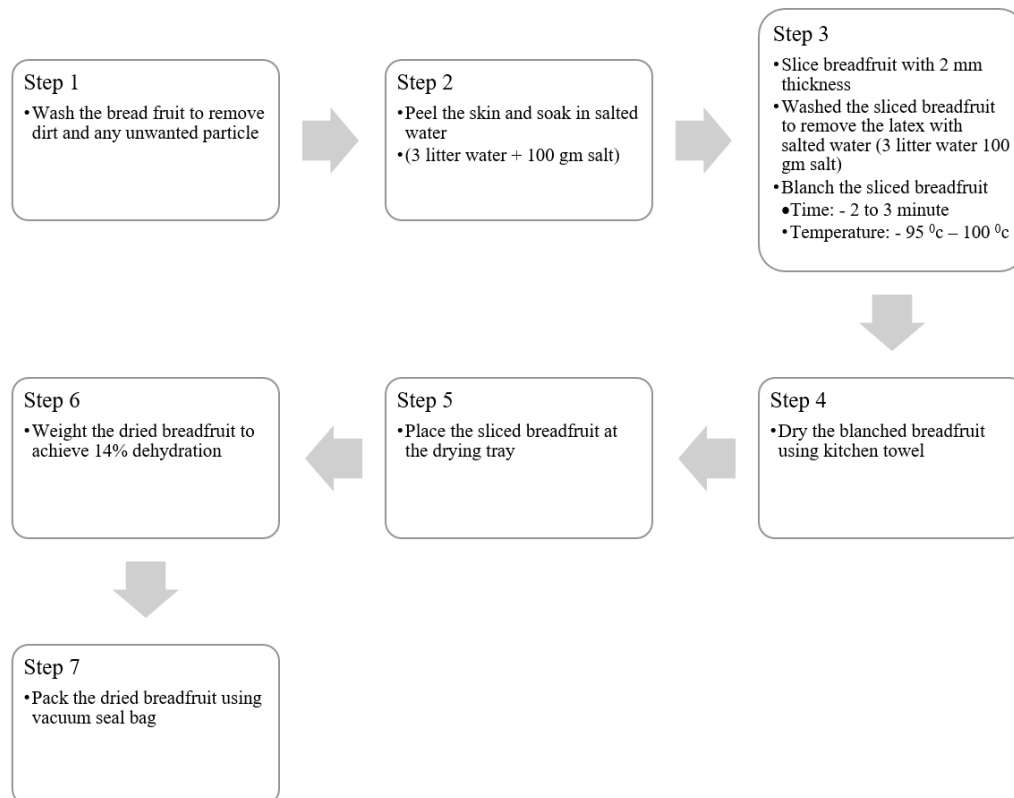 Step 1
•Wash the bread fruit to remove
dirt and any unwanted particle
Step 2
•Peel the skin and soak in salted
water
•(3 litter water + 100 gm salt)
Step 3
•Slice breadfruit with 2 mm
thickness
•Washed the sliced breadfruit
to remove the latex with
salted water (3 litter water 100
gm salt)
•Blanch the sliced breadfruit
•Time: - 2 to 3 minute
•Temperature: - 95 ⁰c – 100 ⁰c
Step 4
•Dry the blanched breadfruit
using kitchen towel
Step 5
•Place the sliced breadfruit at
the drying tray
Step 6
•Weight the dried breadfruit to
achieve 14% dehydration
Step 7
•Pack the dried breadfruit using
vacuum seal bag